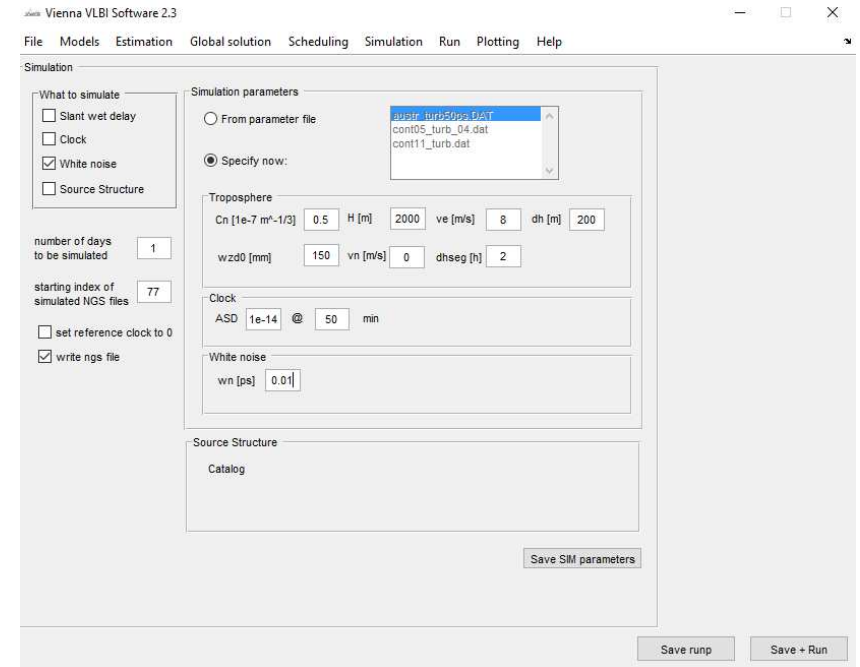 Vienna VLBI Software 2.3
File Models Estimation Global solution Scheduling Simulation Run Plotting Help
Simulation
What to simulate
Slant wet delay
Clock
White noise
Source Structure
number of days
to be simulated 1
starting index of
simulated NGS files 77
set reference clock to 0
write ngs file
Simulation parameters
From parameter file
austr_turb50ps.DAT
cont05_turb_04.dat
cont11_turb.dat
Specify now:
Troposphere
Cn [1e-7 m^-1/3] 0.5 H [m] 2000 ve [m/s] 8 dh [m] 200
wzd0 [mm] 150 vn [m/s] 0 dhseg [h] 2
Clock
ASD 1e-14 @ 50 min
White noise
wn [ps] 0.01
Source Structure
Catalog
Save SIM parameters
Save runp Save + Run